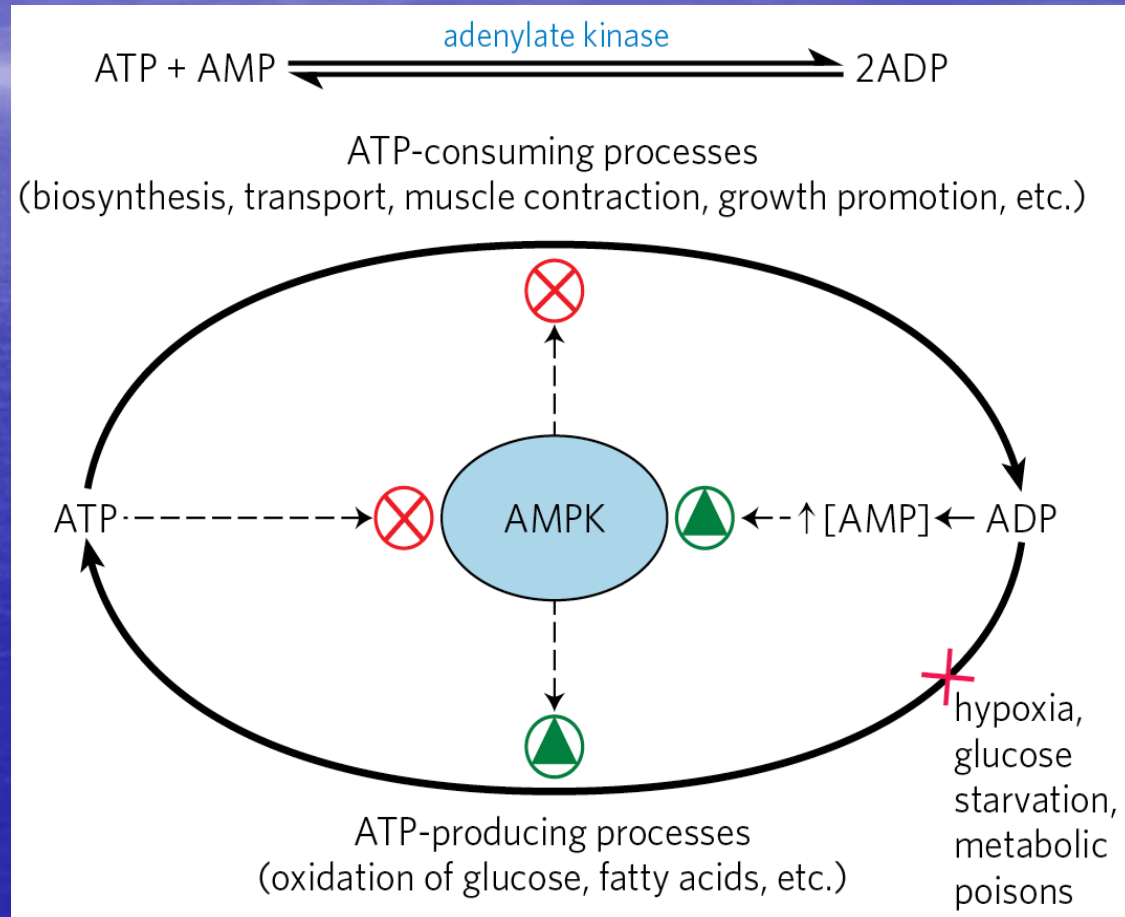 adenylate kinase
ATP + AMP ⇌ 2ADP
ATP-consuming processes
(biosynthesis, transport, muscle contraction, growth promotion, etc.)
ATP
AMPK
↑[AMP]
ADP
hypoxia,
glucose
starvation,
metabolic
poisons
ATP-producing processes
(oxidation of glucose, fatty acids, etc.)